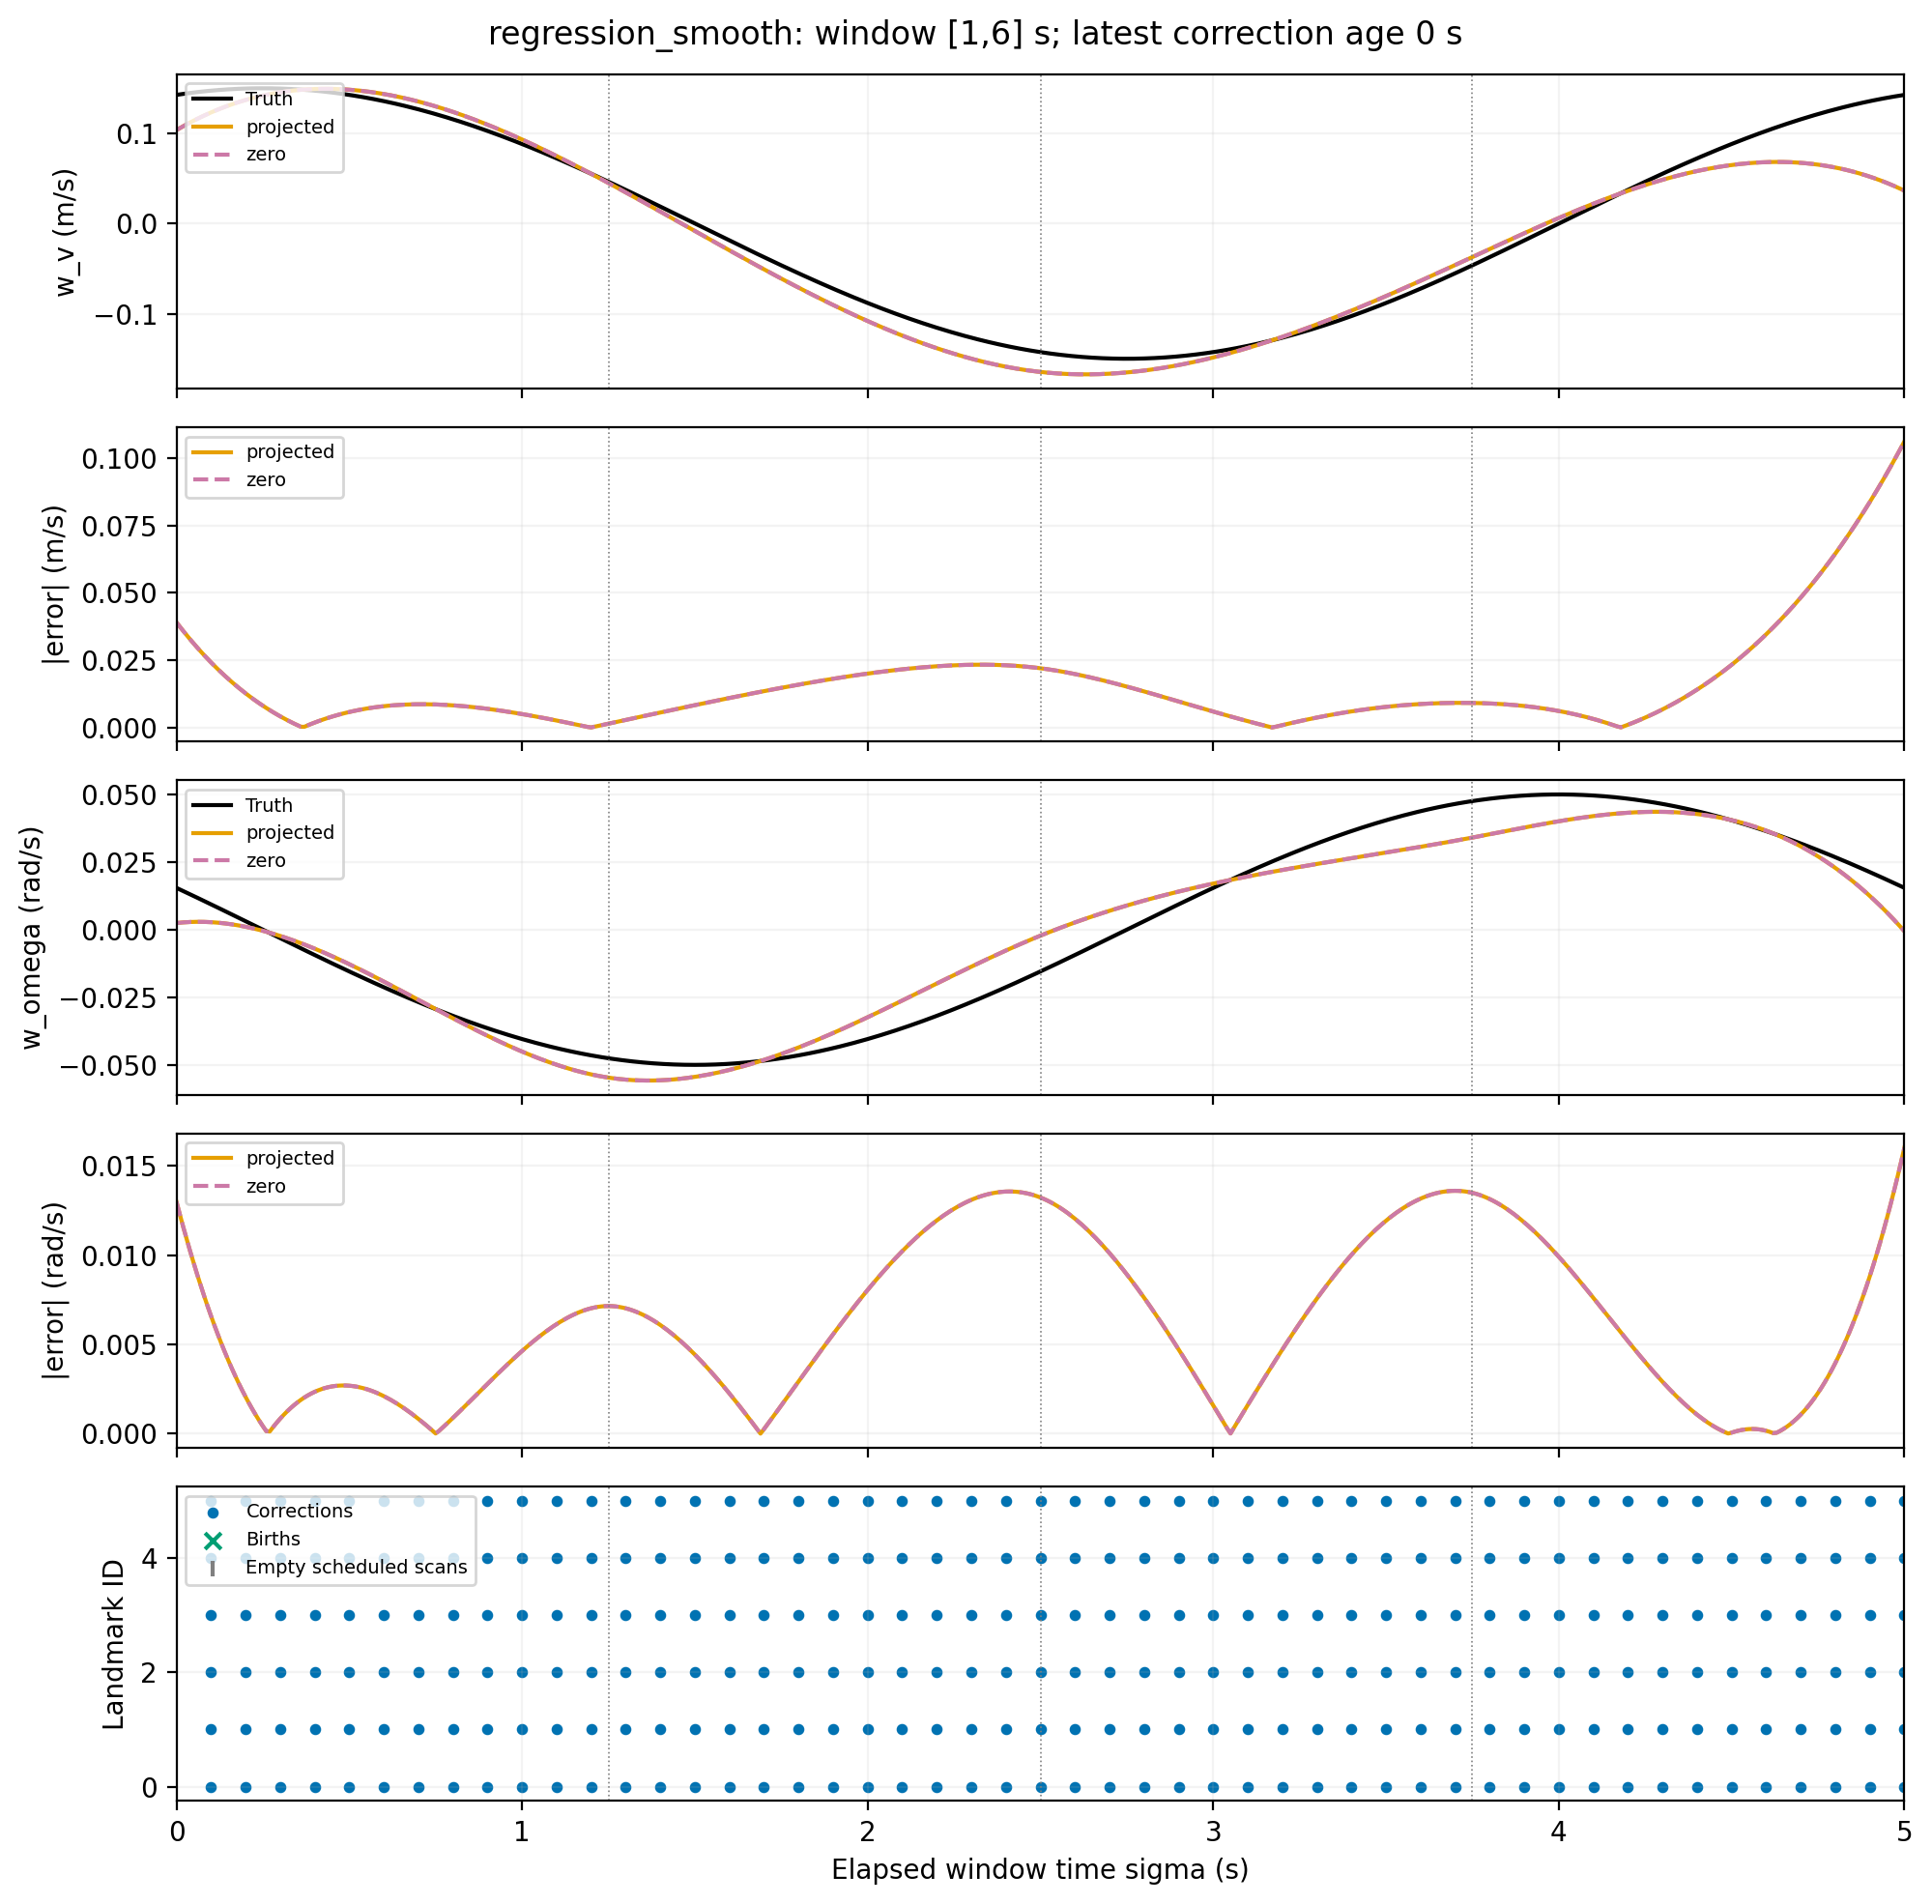 regression_smooth: window [1,6] s; latest correction age 0 s
w_v (m/s)
0.1
0.0
−0.1
Truth
projected
zero
|error| (m/s)
0.100
0.075
0.050
0.025
0.000
projected
zero
w_omega (rad/s)
0.050
0.025
0.000
−0.025
−0.050
Truth
projected
zero
|error| (rad/s)
0.015
0.010
0.005
0.000
projected
zero
Landmark ID
4
2
0
Corrections
Births
Empty scheduled scans
0 1 2 3 4 5
Elapsed window time sigma (s)